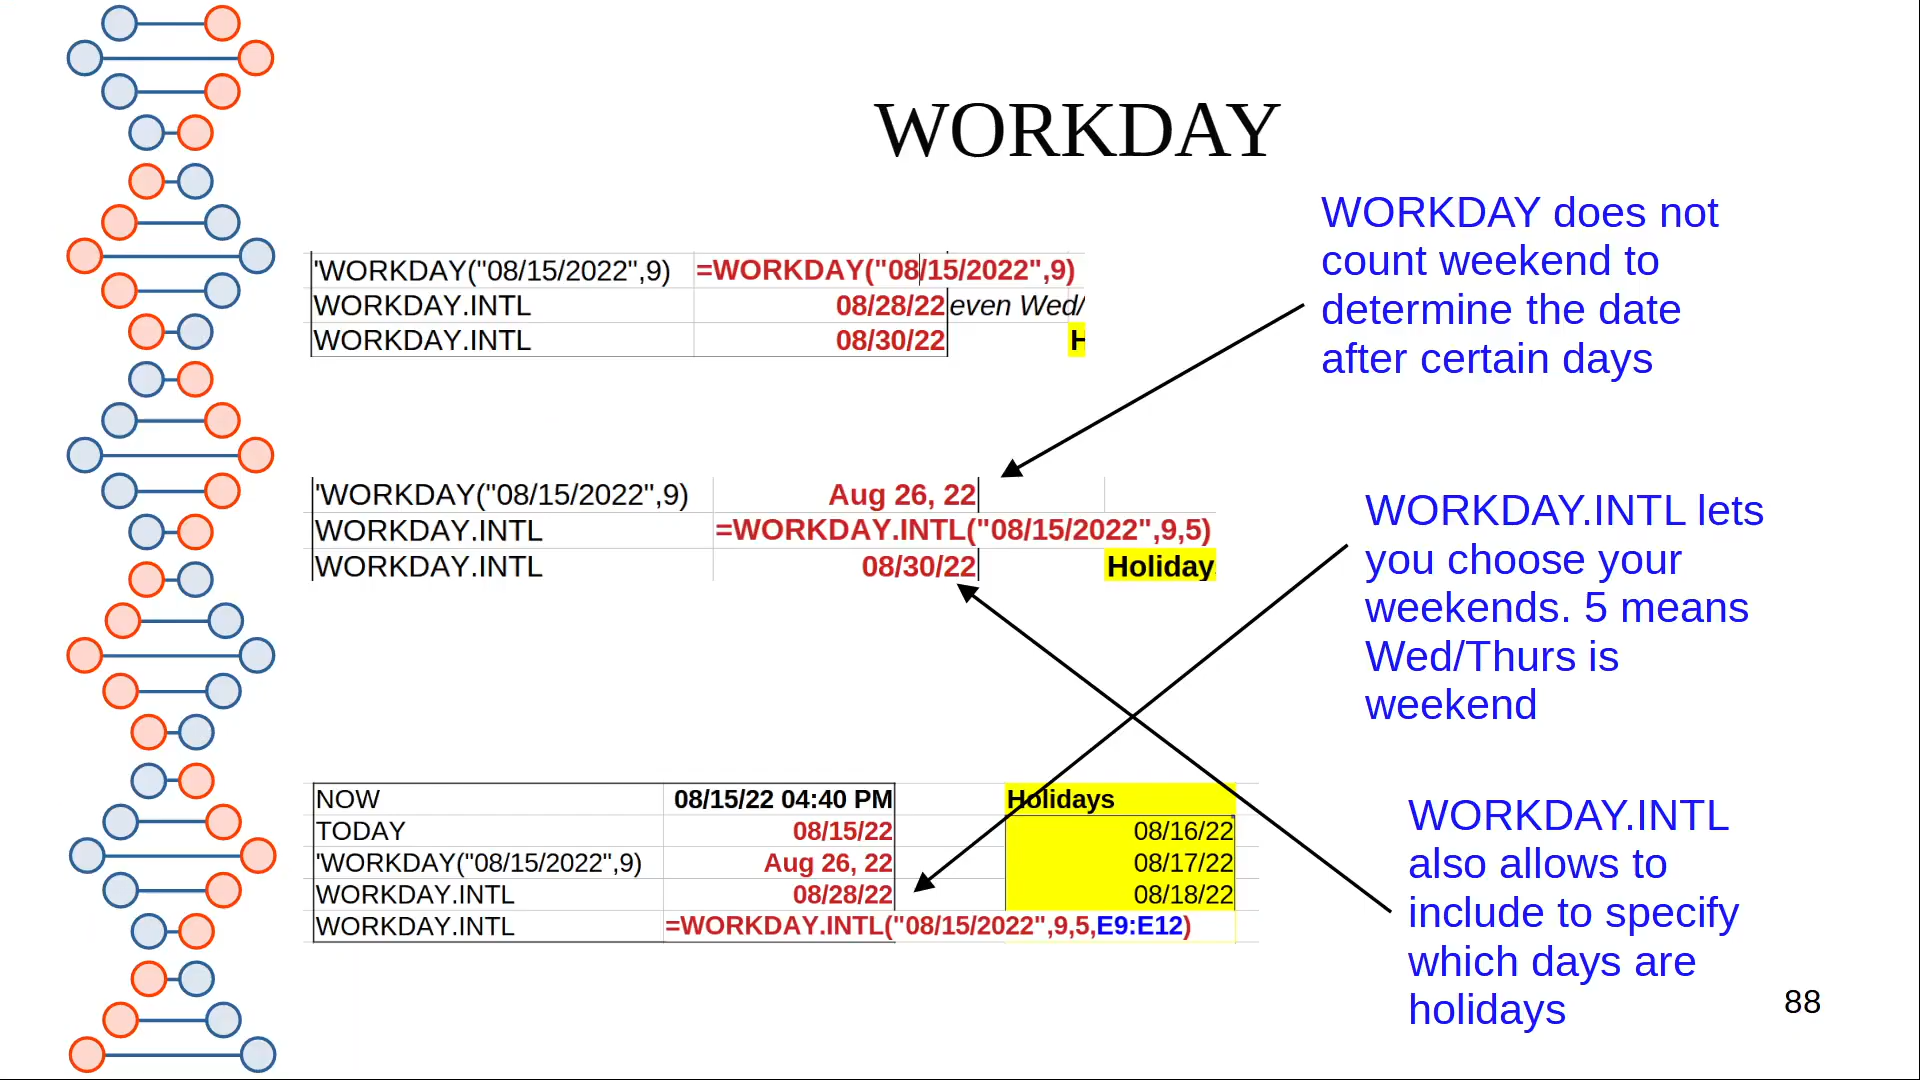 WORKDAY
WORKDAY does not
count weekend to
determine the date
after certain days
'WORKDAY("08/15/2022",9) =WORKDAY("08/15/2022",9)
WORKDAY.INTL 08/28/22 even Wed/
WORKDAY.INTL 08/30/22 H
'WORKDAY("08/15/2022",9) Aug 26, 22
WORKDAY.INTL =WORKDAY.INTL("08/15/2022",9,5)
WORKDAY.INTL 08/30/22 Holiday
WORKDAY.INTL lets
you choose your
weekends. 5 means
Wed/Thurs is
weekend
NOW 08/15/22 04:40 PM Holidays
TODAY 08/15/22 08/16/22
'WORKDAY("08/15/2022",9) Aug 26, 22 08/17/22
WORKDAY.INTL 08/28/22 08/18/22
WORKDAY.INTL =WORKDAY.INTL("08/15/2022",9,5,E9:E12)
WORKDAY.INTL
also allows to
include to specify
which days are
holidays
88